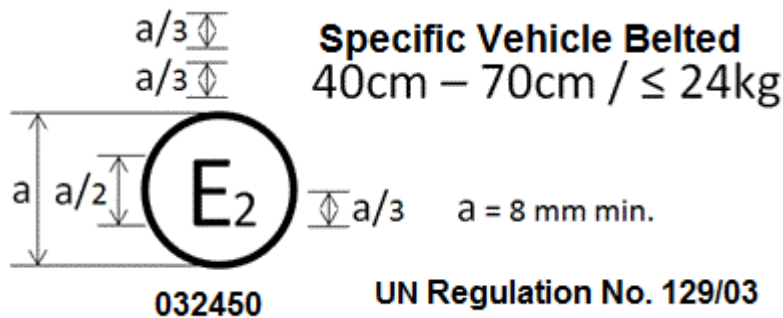 a/3 Specific Vehicle Belted
a/3 40cm – 70cm / ≤ 24kg
a a/2 E2 a/3 a = 8 mm min.
032450 UN Regulation No. 129/03